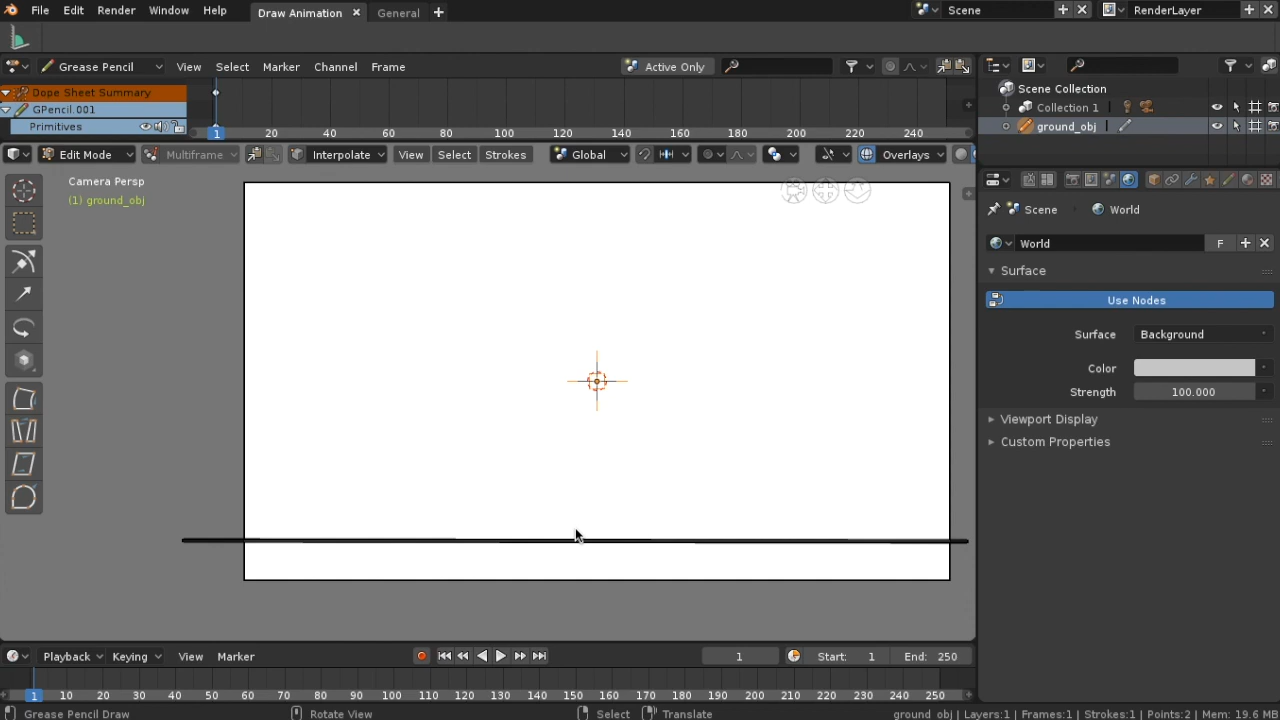 File Edit Render Window Help Draw Animation General Scene RenderLayer
Grease Pencil View Select Marker Channel Frame Active Only
Dope Sheet Summary
GPencil.001
Primitives
1 20 40 60 80 100 120 140 160 180 200 220 240
Edit Mode Multiframe Interpolate View Select Strokes Global Overlays
Camera Persp
(1) ground_obj
Scene Collection
Collection 1
ground_obj
Scene World
World F
Surface
Use Nodes
Surface Background
Color
Strength 100.000
Viewport Display
Custom Properties
Playback Keying View Marker 1 Start: 1 End: 250
1 10 20 30 40 50 60 70 80 90 100 110 120 130 140 150 160 170 180 190 200 210 220 230 240 250
Grease Pencil Draw Rotate View Select Translate ground_obj | Layers:1 | Frames:1 | Strokes:1 | Points:2 | Mem: 19.6 MB